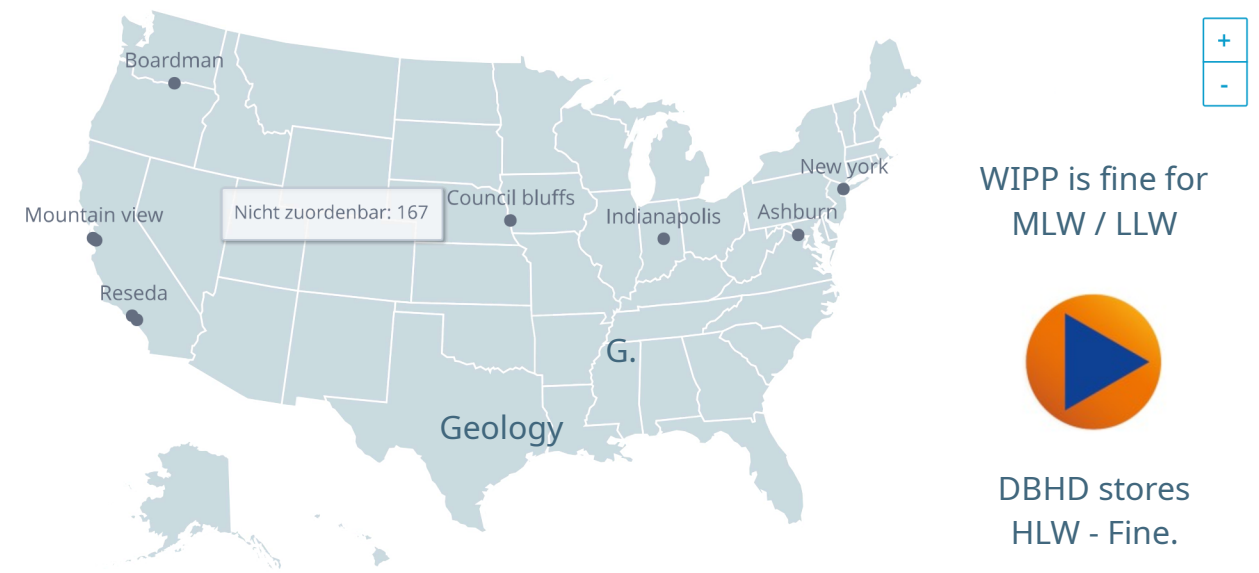 +
-
Boardman
WIPP is fine for
MLW / LLW
New york
Council bluffs
Nicht zuordenbar: 167
Mountain view
Indianapolis
Ashburn
Reseda
G.
Geology
DBHD stores
HLW - Fine.